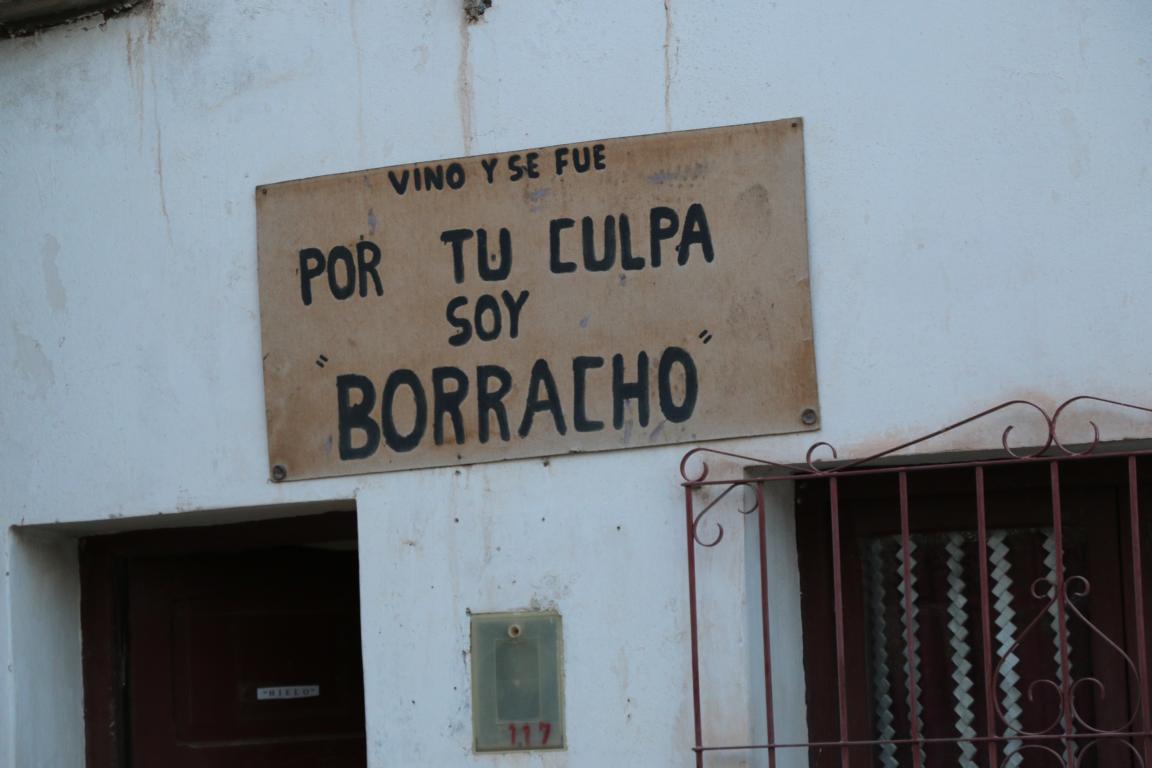 VINO Y SE FUE
POR TU CULPA
SOY
"BORRACHO"
"HIELO"
117